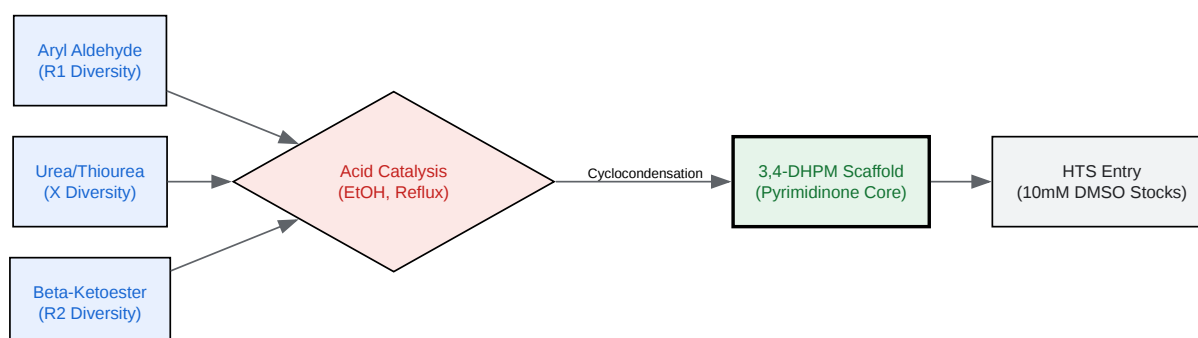 Aryl Aldehyde
(R1 Diversity)
Urea/Thiourea
(X Diversity)
Beta-Ketoester
(R2 Diversity)
Acid Catalysis
(EtOH, Reflux)
Cyclocondensation
3,4-DHPM Scaffold
(Pyrimidinone Core)
HTS Entry
(10mM DMSO Stocks)